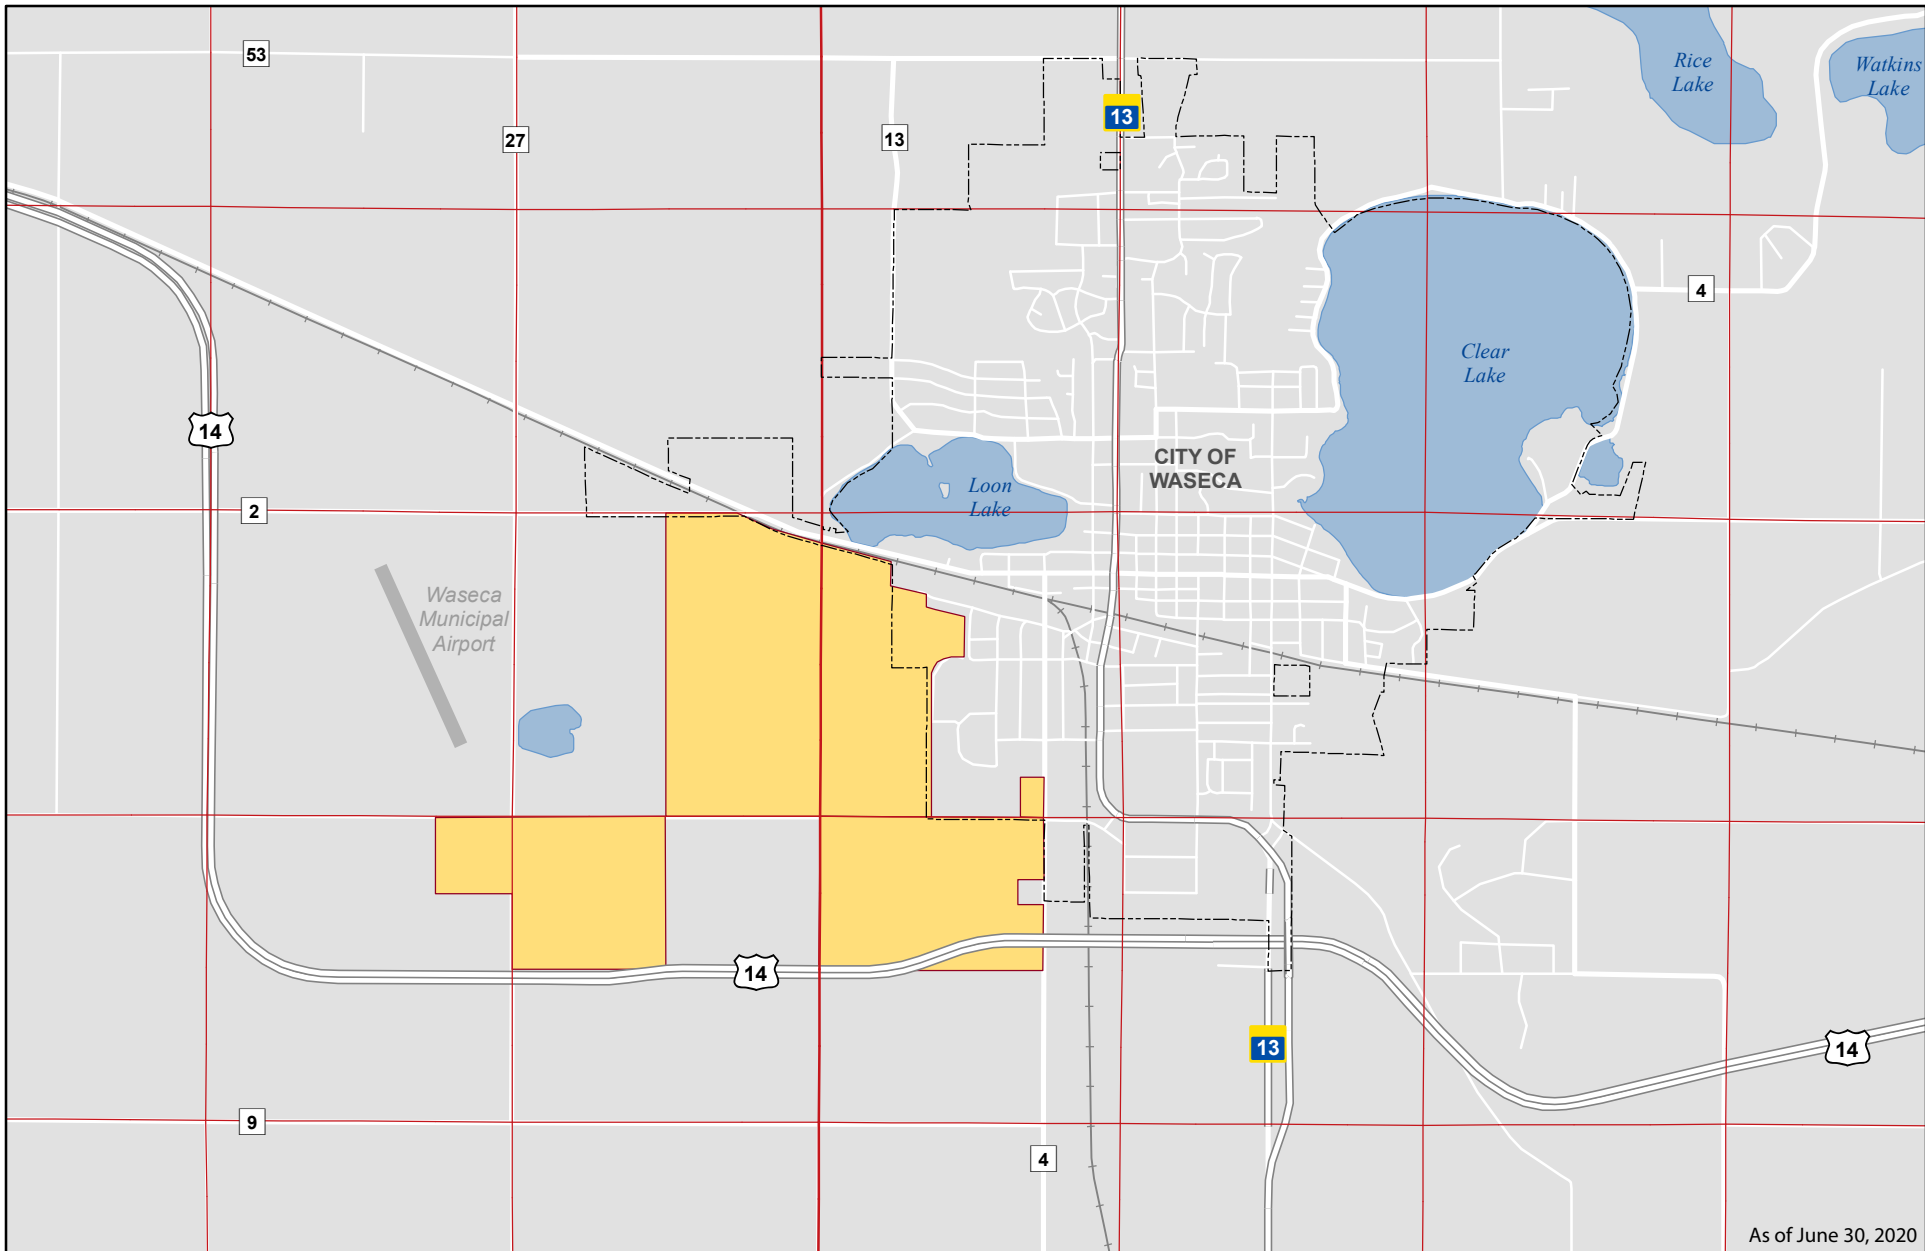 53
Rice
Lake
Watkins
Lake
13
27
13
4
Clear
Lake
14
CITY OF
WASECA
Loon
Lake
2
Waseca
Municipal
Airport
14
13
14
9
4
As of June 30, 2020